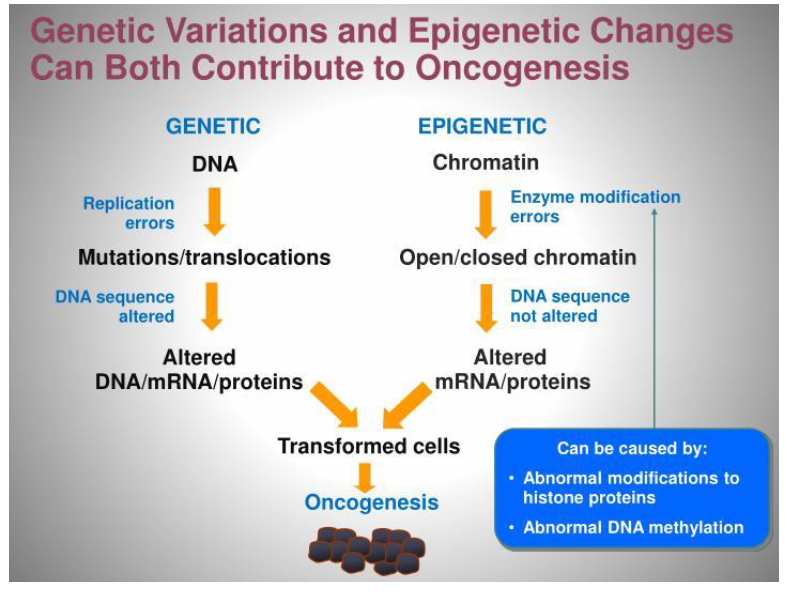 Genetic Variations and Epigenetic Changes
Can Both Contribute to Oncogenesis
GENETIC
EPIGENETIC
DNA
Chromatin
Replication
errors
Enzyme modification
errors
Mutations/translocations
Open/closed chromatin
DNA sequence
altered
DNA sequence
not altered
Altered
DNA/mRNA/proteins
Altered
mRNA/proteins
Transformed cells
Oncogenesis
Can be caused by:
• Abnormal modifications to
histone proteins
• Abnormal DNA methylation